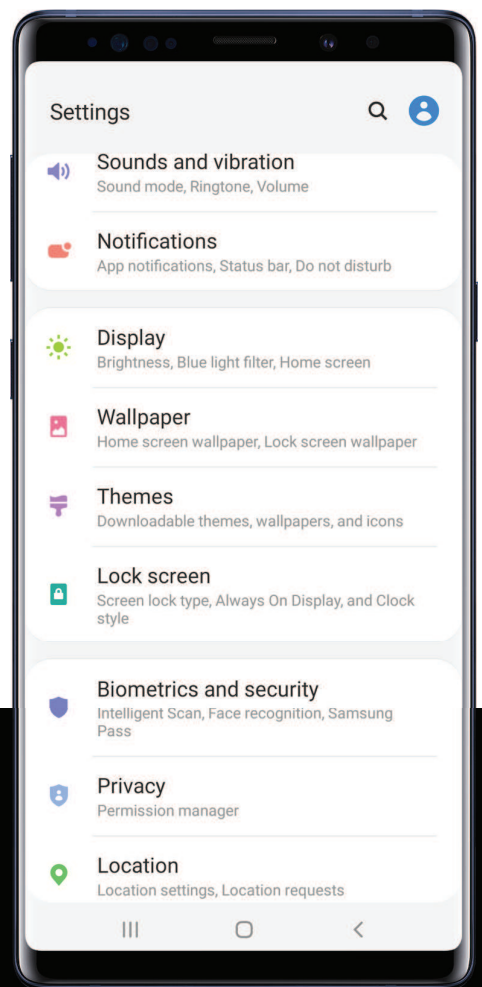 Settings
Sounds and vibration
Sound mode, Ringtone, Volume
Notifications
App notifications, Status bar, Do not disturb
Display
Brightness, Blue light filter, Home screen
Wallpaper
Home screen wallpaper, Lock screen wallpaper
Themes
Downloadable themes, wallpapers, and icons
Lock screen
Screen lock type, Always On Display, and Clock
style
Biometrics and security
Intelligent Scan, Face recognition, Samsung
Pass
Privacy
Permission manager
Location
Location settings, Location requests